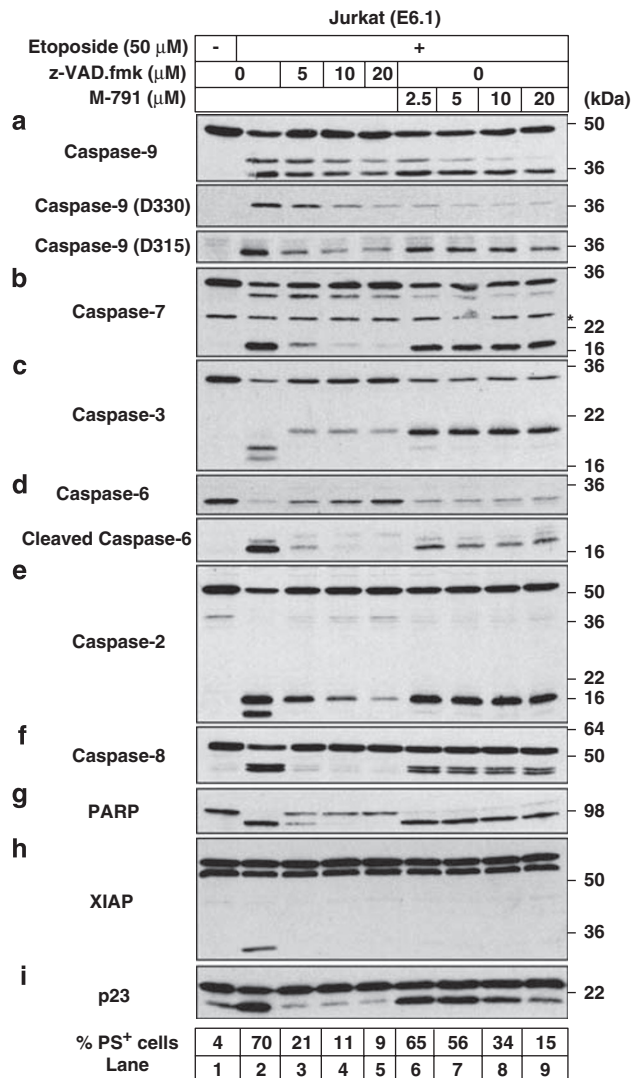 Jurkat (E6.1)
Etoposide (50 μM) - +
z-VAD.fmk (μM) 0 5 10 20 0
M-791 (μM) 2.5 5 10 20 (kDa)
a
Caspase-9
50
36
Caspase-9 (D330)
36
Caspase-9 (D315)
36
b
Caspase-7
36
*
22
16
c
Caspase-3
36
22
16
d
Caspase-6
36
Cleaved Caspase-6
16
e
Caspase-2
50
36
22
16
f
Caspase-8
64
50
g
PARP
98
h
XIAP
50
36
i
p23
22
% PS+ cells 4 70 21 11 9 65 56 34 15
Lane 1 2 3 4 5 6 7 8 9